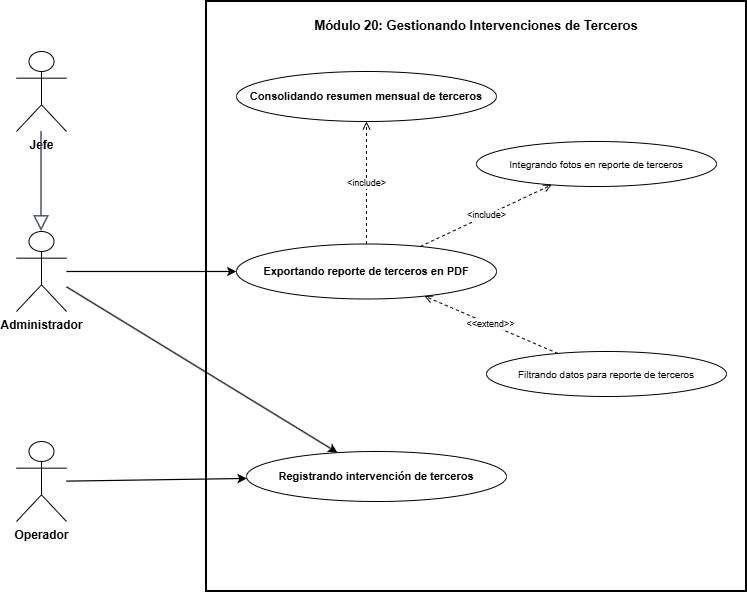 Módulo 20: Gestionando Intervenciones de Terceros
Consolidando resumen mensual de terceros
Jefe
Integrando fotos en reporte de terceros
<include>
<include>
Exportando reporte de terceros en PDF
Administrador
<<extend>>
Filtrando datos para reporte de terceros
Registrando intervención de terceros
Operador